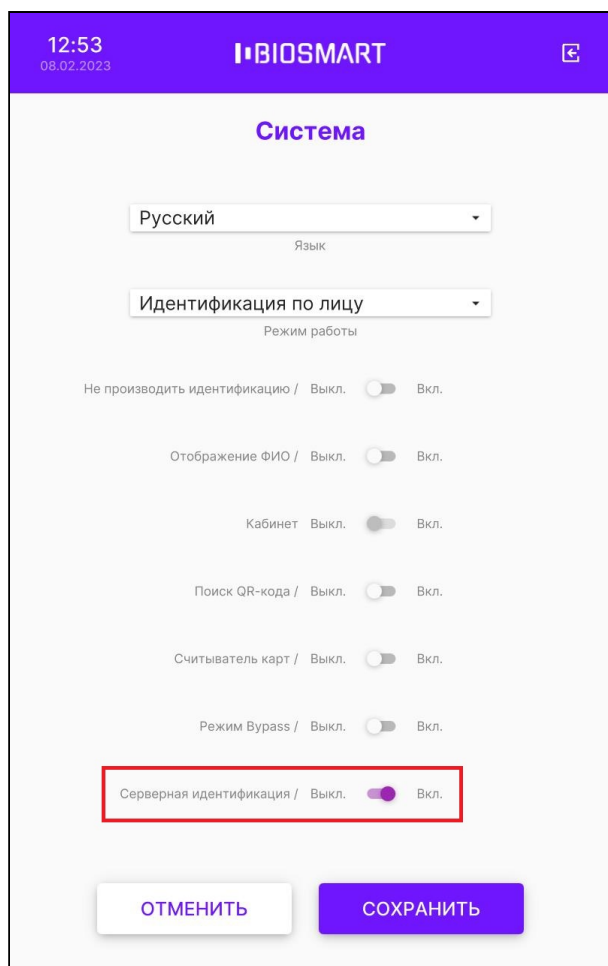 12:53
08.02.2023
BIOSMART
Система
Русский
Язык
Идентификация по лицу
Режим работы
Не производить идентификацию / Выкл. Вкл.
Отображение ФИО / Выкл. Вкл.
Кабинет Выкл. Вкл.
Поиск QR-кода / Выкл. Вкл.
Считыватель карт / Выкл. Вкл.
Режим Bypass / Выкл. Вкл.
Серверная идентификация / Выкл. Вкл.
ОТМЕНИТЬ СОХРАНИТЬ